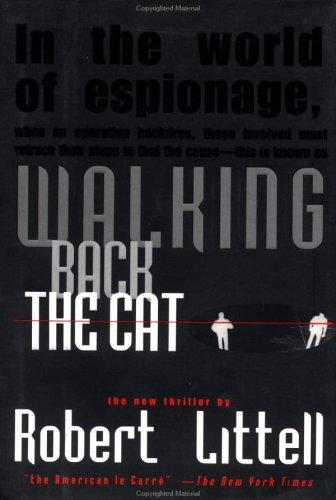 In the world
of espionage,
when an operation backfires, those involved must
retrace their steps to find the cause—this is known as
WALKING
BACK
THE CAT
the new thriller by
Robert Littell
"the American le Carré" —The New York Times